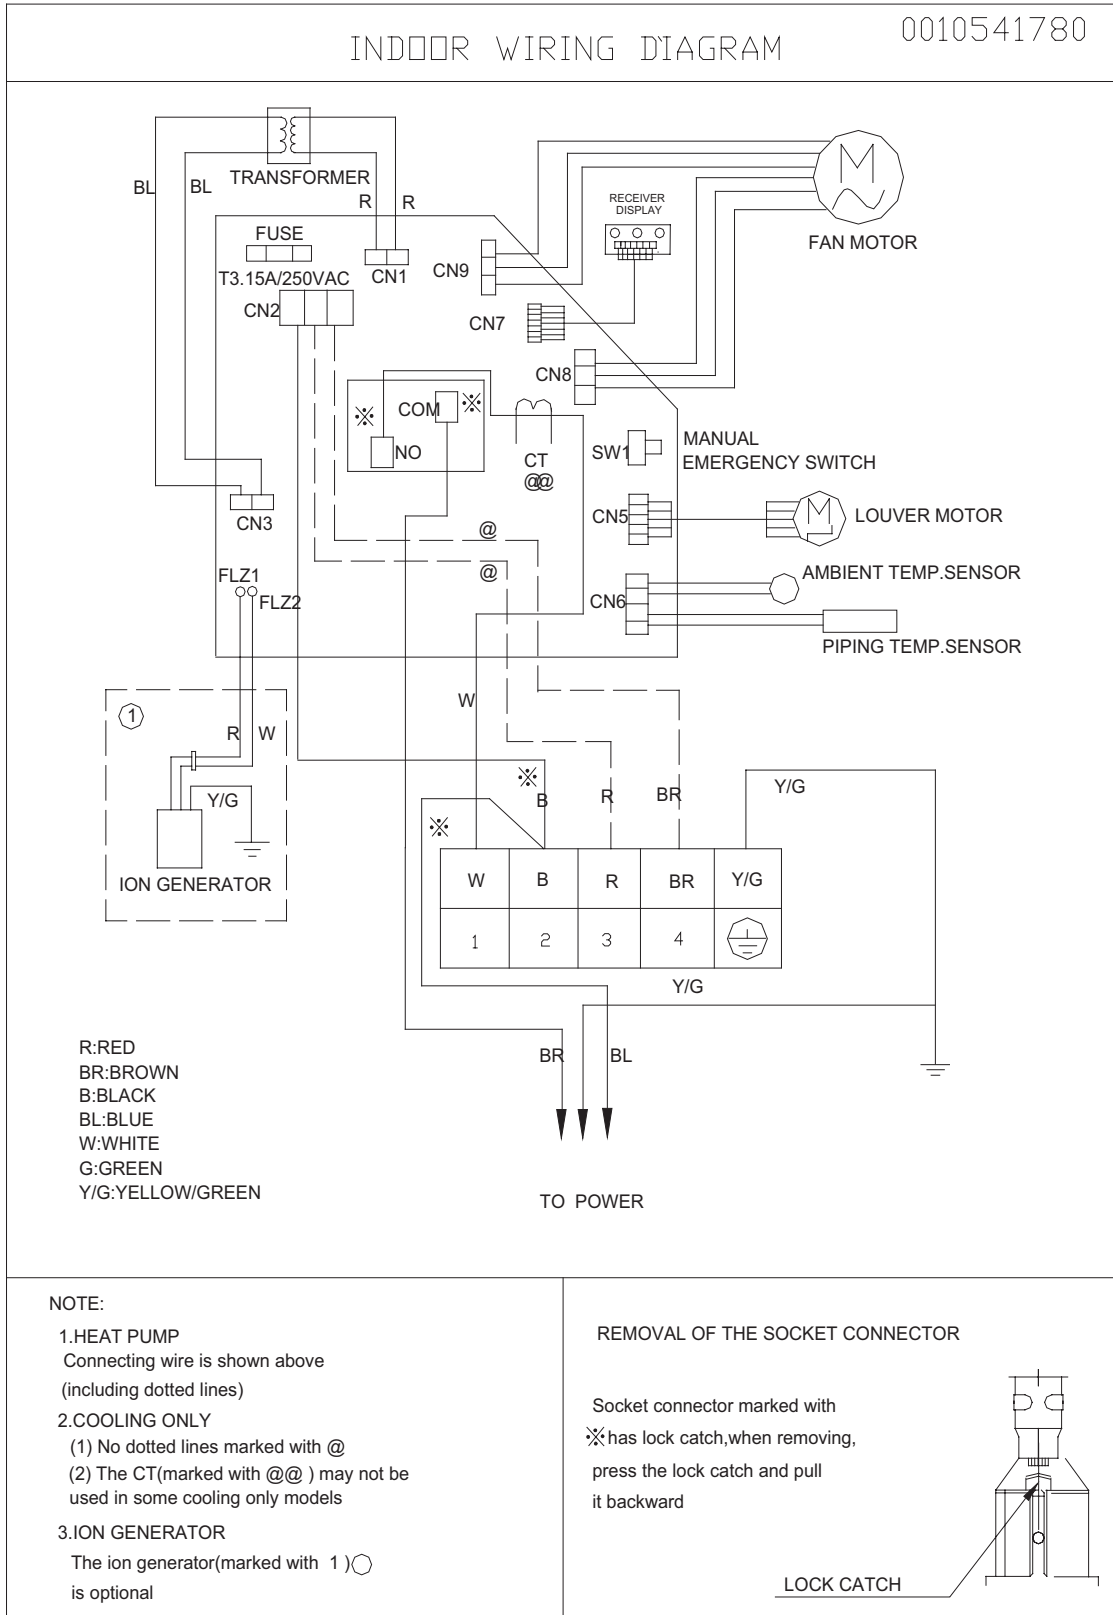 INDOOR WIRING DIAGRAM
0010541780
BL
BL
TRANSFORMER
R
R
RECEIVER
DISPLAY
FAN MOTOR
FUSE
T3.15A/250VAC
CN1
CN9
CN2
CN7
CN8
COM
※
※
NO
CT
@@
SW1
MANUAL
EMERGENCY SWITCH
CN3
CN5
LOUVER MOTOR
M
M
@
@
FLZ1
FLZ2
CN6
AMBIENT TEMP.SENSOR
PIPING TEMP.SENSOR
1
R
W
W
Y/G
ION GENERATOR
※
※
B
R
BR
Y/G
W B R BR Y/G
1 2 3 4
Y/G
BR
BL
TO POWER
R:RED
BR:BROWN
B:BLACK
BL:BLUE
W:WHITE
G:GREEN
Y/G:YELLOW/GREEN
NOTE:
1.HEAT PUMP
Connecting wire is shown above
(including dotted lines)
2.COOLING ONLY
(1) No dotted lines marked with @
(2) The CT(marked with @@ ) may not be
used in some cooling only models
3.ION GENERATOR
The ion generator(marked with 1 )○
is optional
REMOVAL OF THE SOCKET CONNECTOR
Socket connector marked with
※has lock catch,when removing,
press the lock catch and pull
it backward
LOCK CATCH